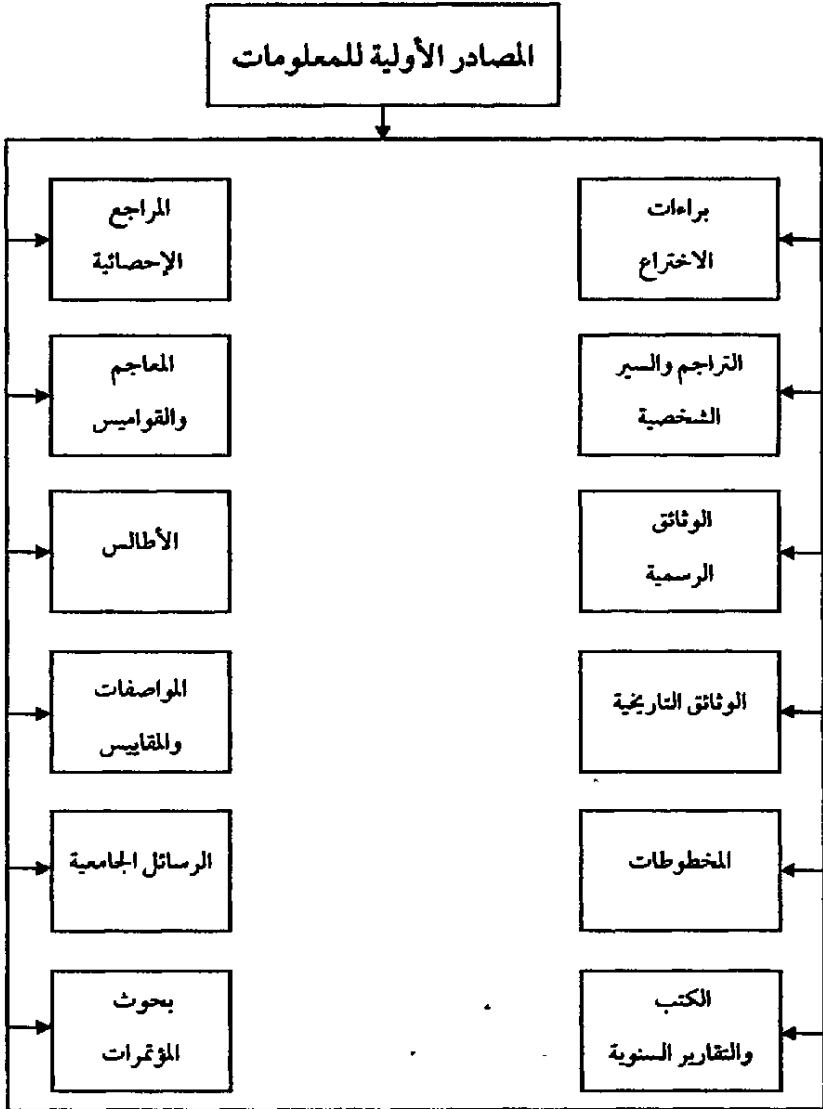 المصادر الأولية للمعلومات
براءات
الاختراع
المراجع
الإحصائية
التراجم والسير
الشخصية
المعاجم
والقواميس
الوثائق
الرسمية
الأطالس
الوثائق التاريخية
المواصفات
والمقاييس
المخطوطات
الرسائل الجامعية
الكتب
والتقارير السنوية
بحوث
المؤتمرات